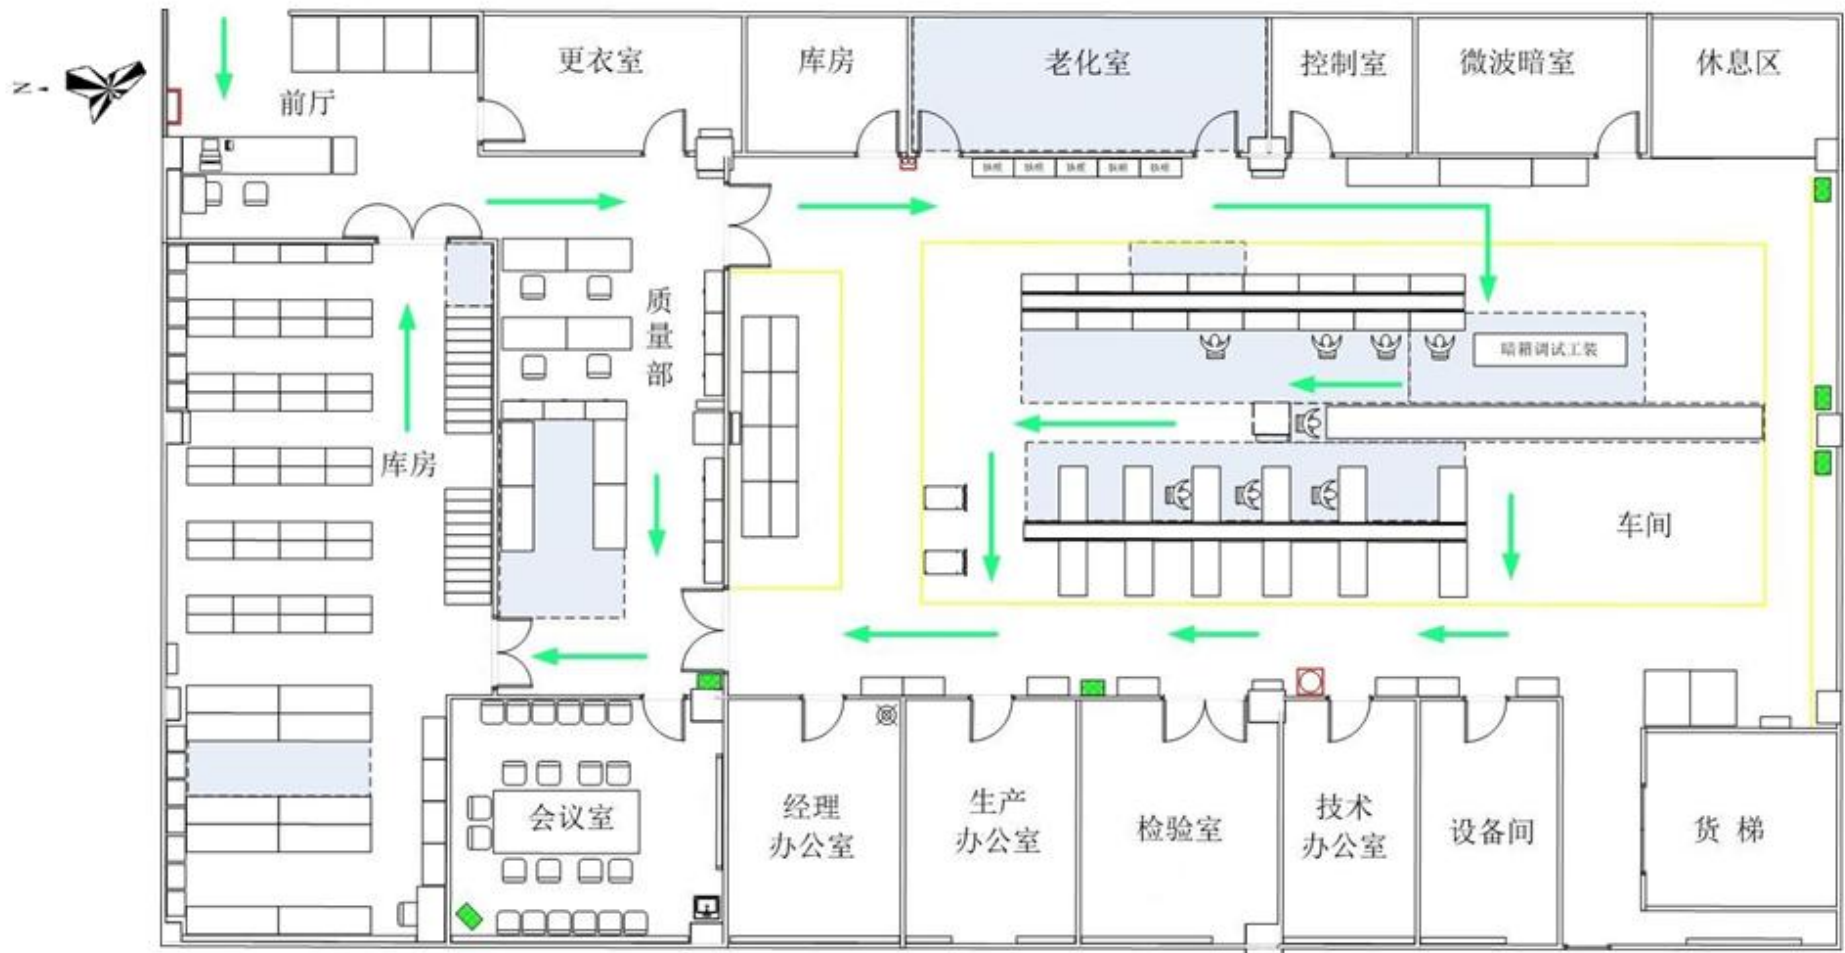 更衣室
库房
老化室
控制室
微波暗室
休息区
N
前厅
质量部
暗箱调试工装
库房
车间
会议室
经理
办公室
生产
办公室
检验室
技术
办公室
设备间
货 梯